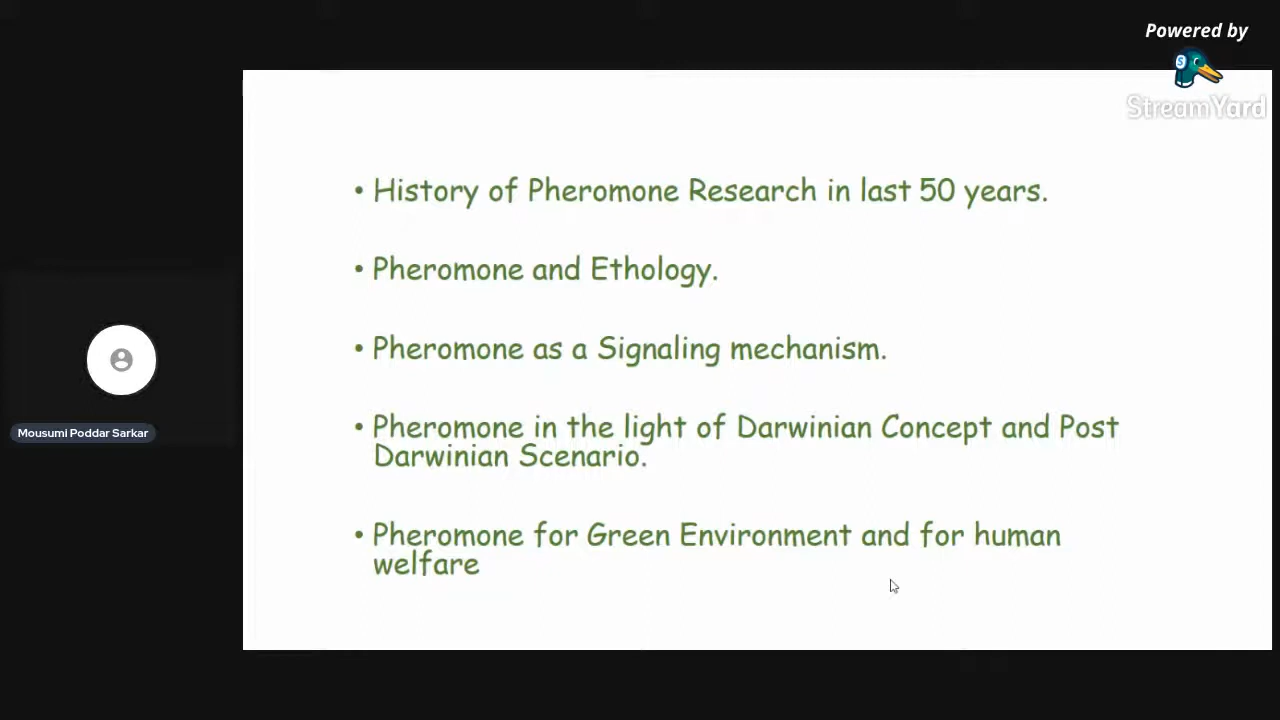 Powered by
StreamYard
• History of Pheromone Research in last 50 years.
• Pheromone and Ethology.
• Pheromone as a Signaling mechanism.
• Pheromone in the light of Darwinian Concept and Post
Darwinian Scenario.
• Pheromone for Green Environment and for human
welfare
Mousumi Poddar Sarkar